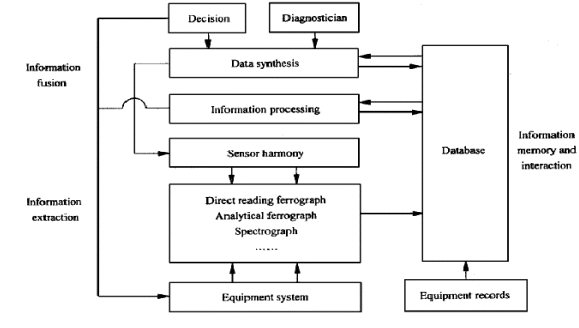 Decision
Diagnostician
Information
fusion
Data synthesis
Information processing
Sensor harmony
Database
Information
memory and
interaction
Information
extraction
Direct reading ferrograph
Analytical ferrograph
Spectrograph
......
Equipment system
Equipment records